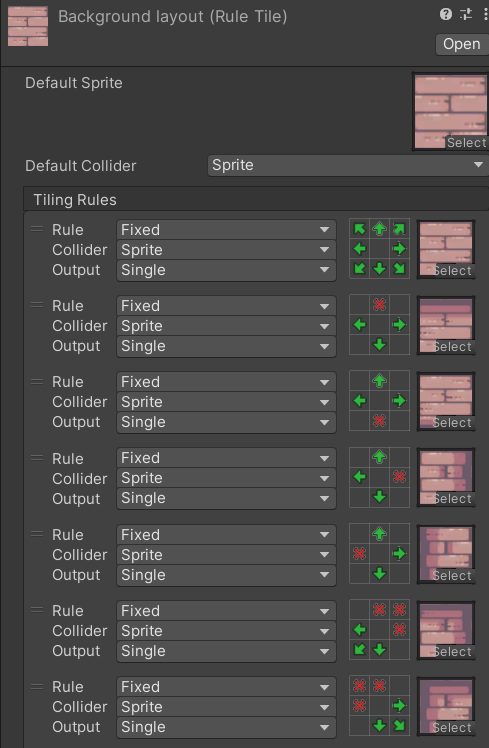 Background layout (Rule Tile)
Open
Default Sprite
Select
Default Collider Sprite
Tiling Rules
Rule Fixed
Collider Sprite
Output Single Select
Rule Fixed
Collider Sprite
Output Single Select
Rule Fixed
Collider Sprite
Output Single Select
Rule Fixed
Collider Sprite
Output Single Select
Rule Fixed
Collider Sprite
Output Single Select
Rule Fixed
Collider Sprite
Output Single Select
Rule Fixed
Collider Sprite
Output Single Select